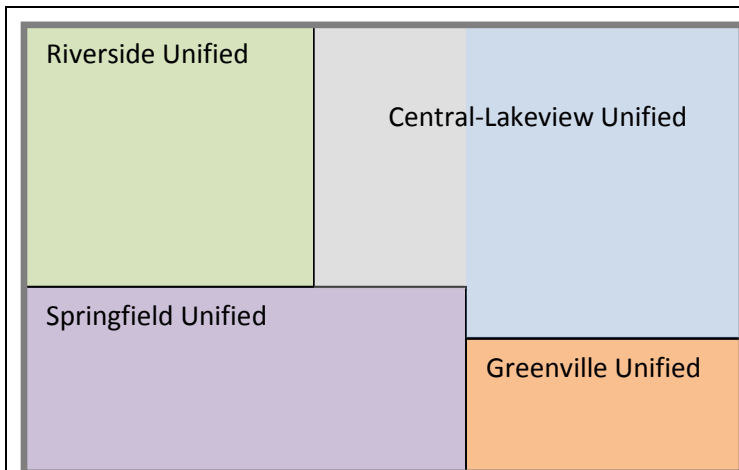 Riverside Unified
Central-Lakeview Unified
Springfield Unified
Greenville Unified